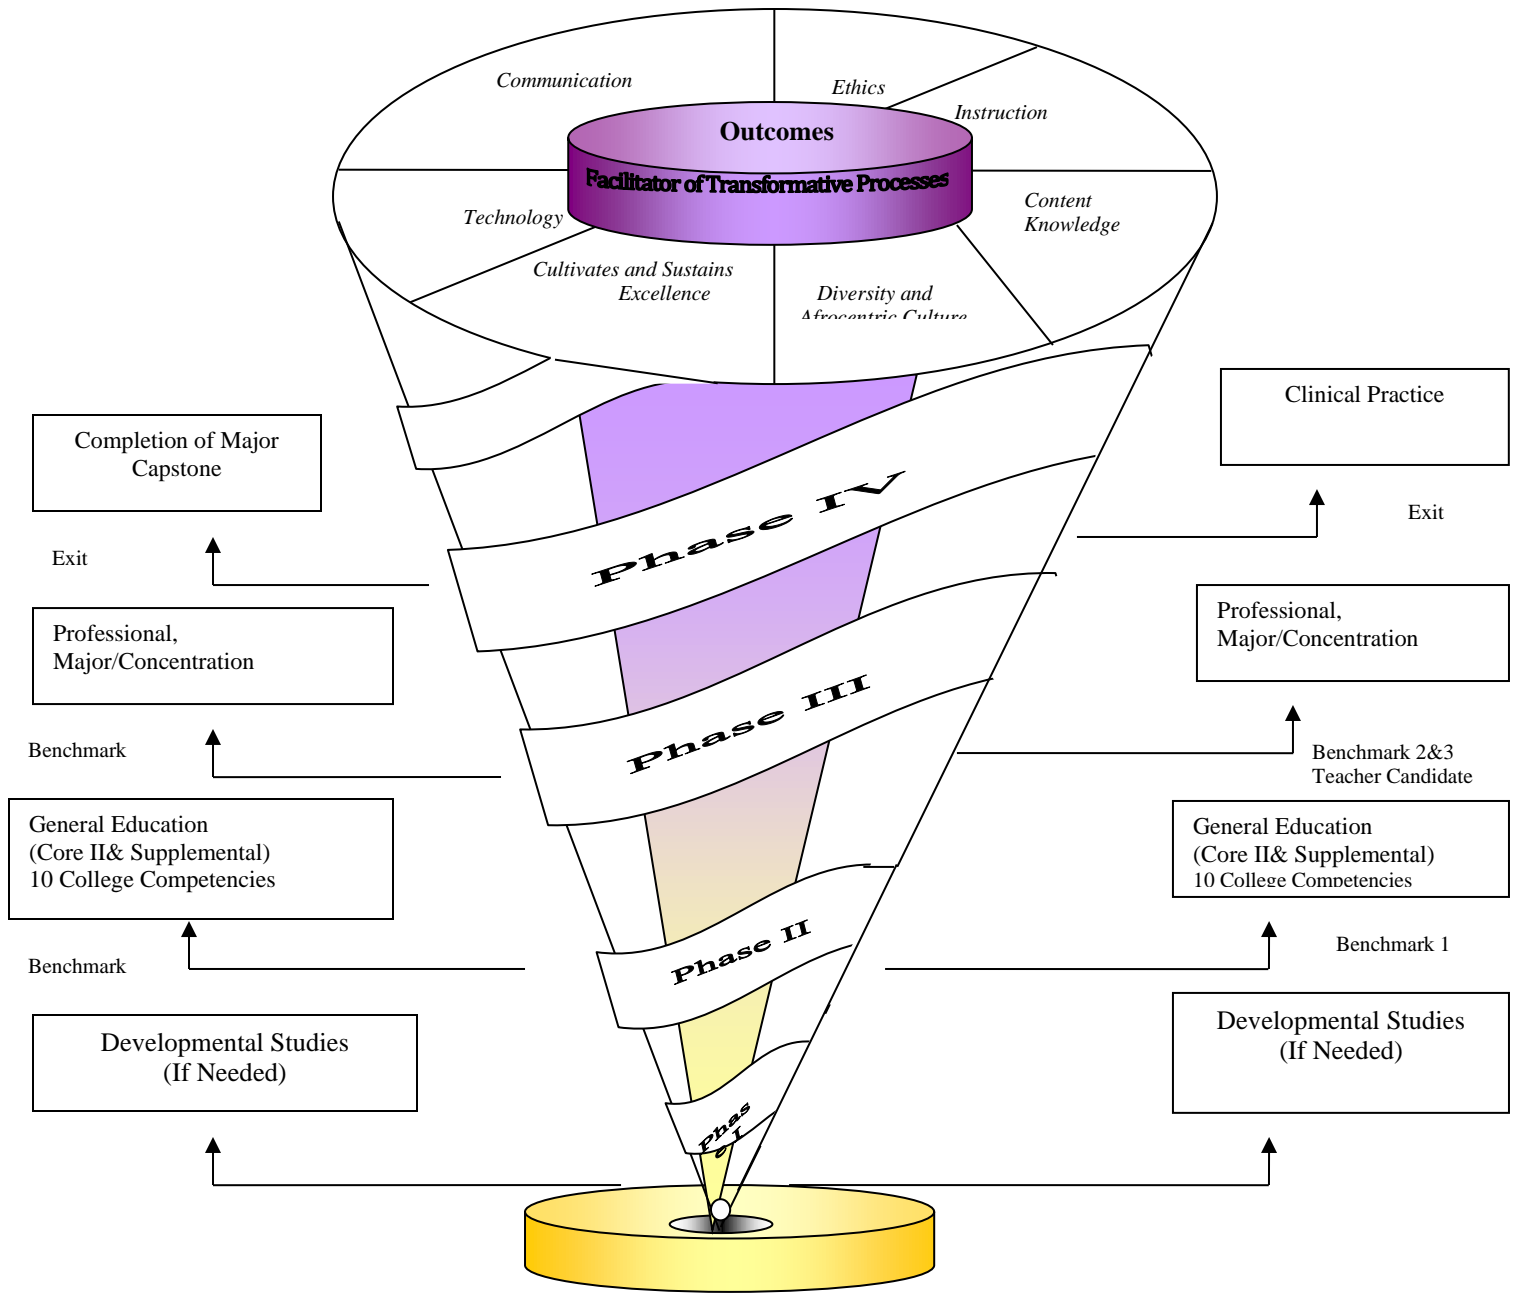 Communication
Ethics
Instruction
Outcomes
Facilitator of Transformative Processes
Content
Knowledge
Technology
Cultivates and Sustains
Excellence
Diversity and
Afrocentric Culture
Clinical Practice
Completion of Major
Capstone
Phase IV
Exit
Exit
Professional,
Major/Concentration
Professional,
Major/Concentration
Phase III
Benchmark
Benchmark 2&3
Teacher Candidate
General Education
(Core II& Supplemental)
10 College Competencies
General Education
(Core II& Supplemental)
10 College Competencies
Phase II
Benchmark
Benchmark 1
Developmental Studies
(If Needed)
Developmental Studies
(If Needed)
Phas
e I